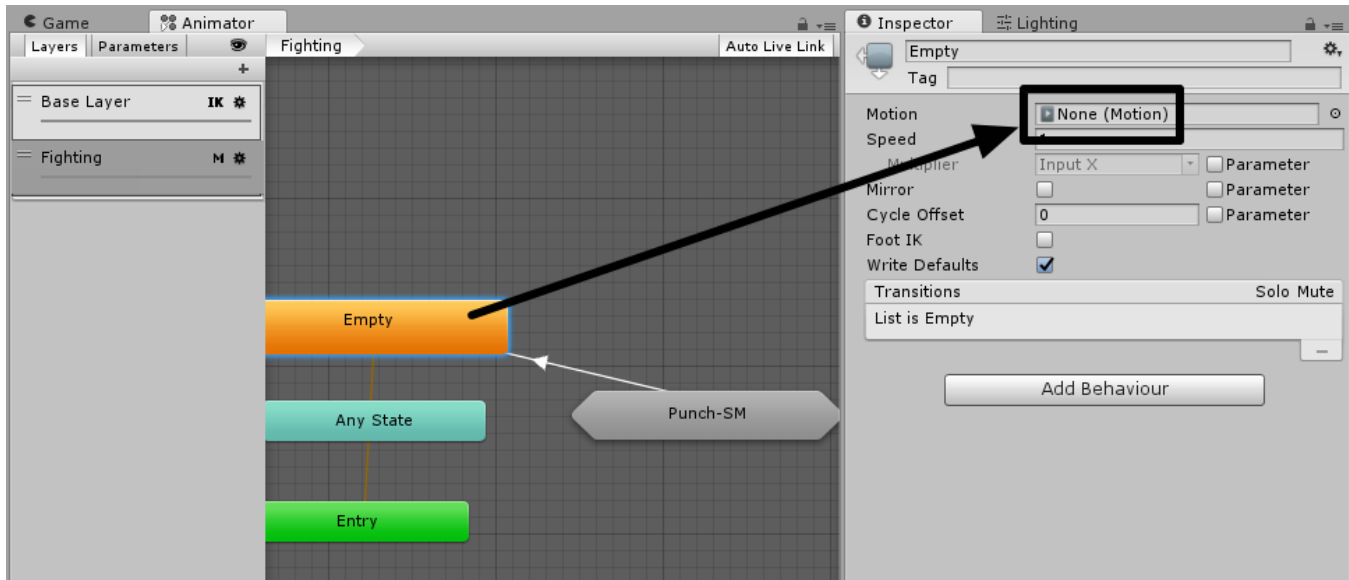 Game
Animator
Layers
Parameters
+
Base Layer
IK
Fighting
M
Fighting
Auto Live Link
Empty
Any State
Entry
Punch-SM
Inspector
Lighting
Empty
Tag
Motion
None (Motion)
Speed
Multiplier
Input X
Parameter
Mirror
Parameter
Cycle Offset
0
Parameter
Foot IK
Write Defaults
Transitions
Solo Mute
List is Empty
Add Behaviour